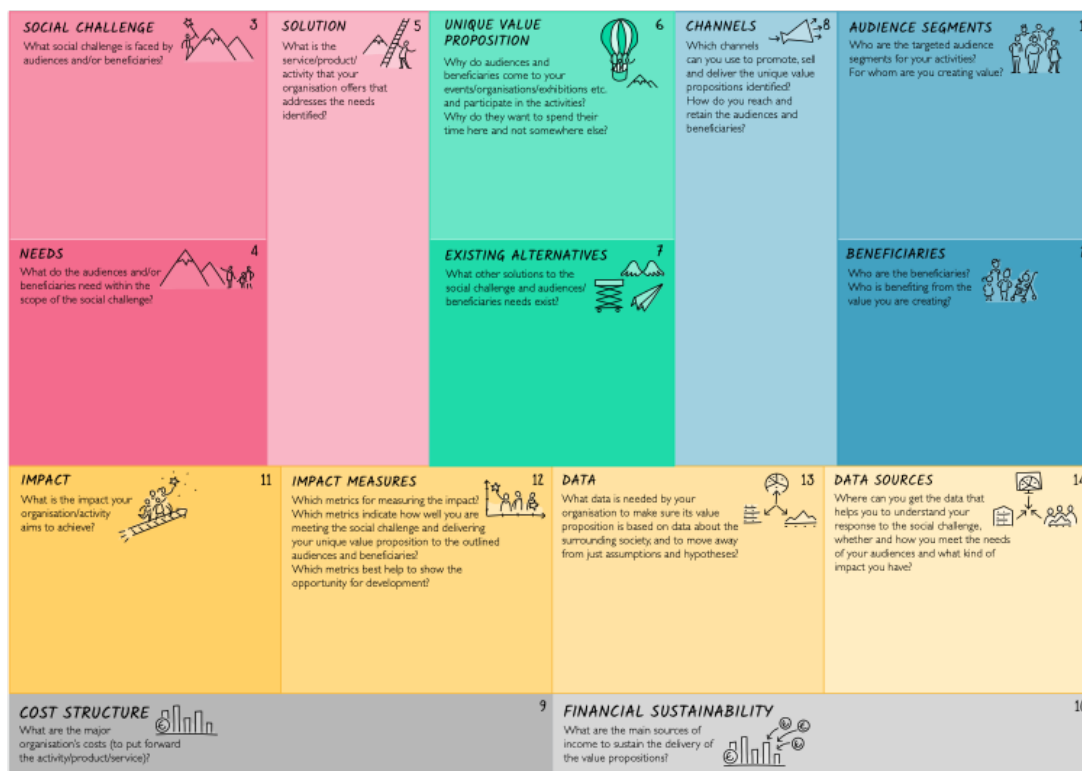 SOCIAL CHALLENGE
3
What social challenge is faced by
audiences and/or beneficiaries?
SOLUTION
5
What is the
service/product/
activity that your
organisation offers that
addresses the needs
identified?
UNIQUE VALUE
PROPOSITION
6
Why do audiences and
beneficiaries come to your
events/organisations/exhibitions etc.
and participate in the activities?
Why do they want to spend their
time here and not somewhere else?
CHANNELS
8
Which channels
can you use to promote, sell
and deliver the unique value
propositions identified?
How do you reach and
retain the audiences and
beneficiaries?
AUDIENCE SEGMENTS
Who are the targeted audience
segments for your activities?
For whom are you creating value?
NEEDS
4
What do the audiences and/or
beneficiaries need within the
scope of the social challenge?
EXISTING ALTERNATIVES
7
What other solutions to the
social challenge and audiences/
beneficiaries needs exist?
BENEFICIARIES
Who are the beneficiaries?
Who is benefiting from the
value you are creating?
IMPACT
11
What is the impact your
organisation/activity
aims to achieve?
IMPACT MEASURES
12
Which metrics for measuring the impact?
Which metrics indicate how well you are
meeting the social challenge and delivering
your unique value proposition to the outlined
audiences and beneficiaries?
Which metrics best help to show the
opportunity for development?
DATA
13
What data is needed by your
organisation to make sure its value
proposition is based on data about the
surrounding society, and to move away
from just assumptions and hypotheses?
DATA SOURCES
14
Where can you get the data that
helps you to understand your
response to the social challenge,
whether and how you meet the needs
of your audiences and what kind of
impact you have?
COST STRUCTURE
9
What are the major
organisation's costs (to put forward
the activity/product/service)?
FINANCIAL SUSTAINABILITY
10
What are the main sources of
income to sustain the delivery of
the value propositions?